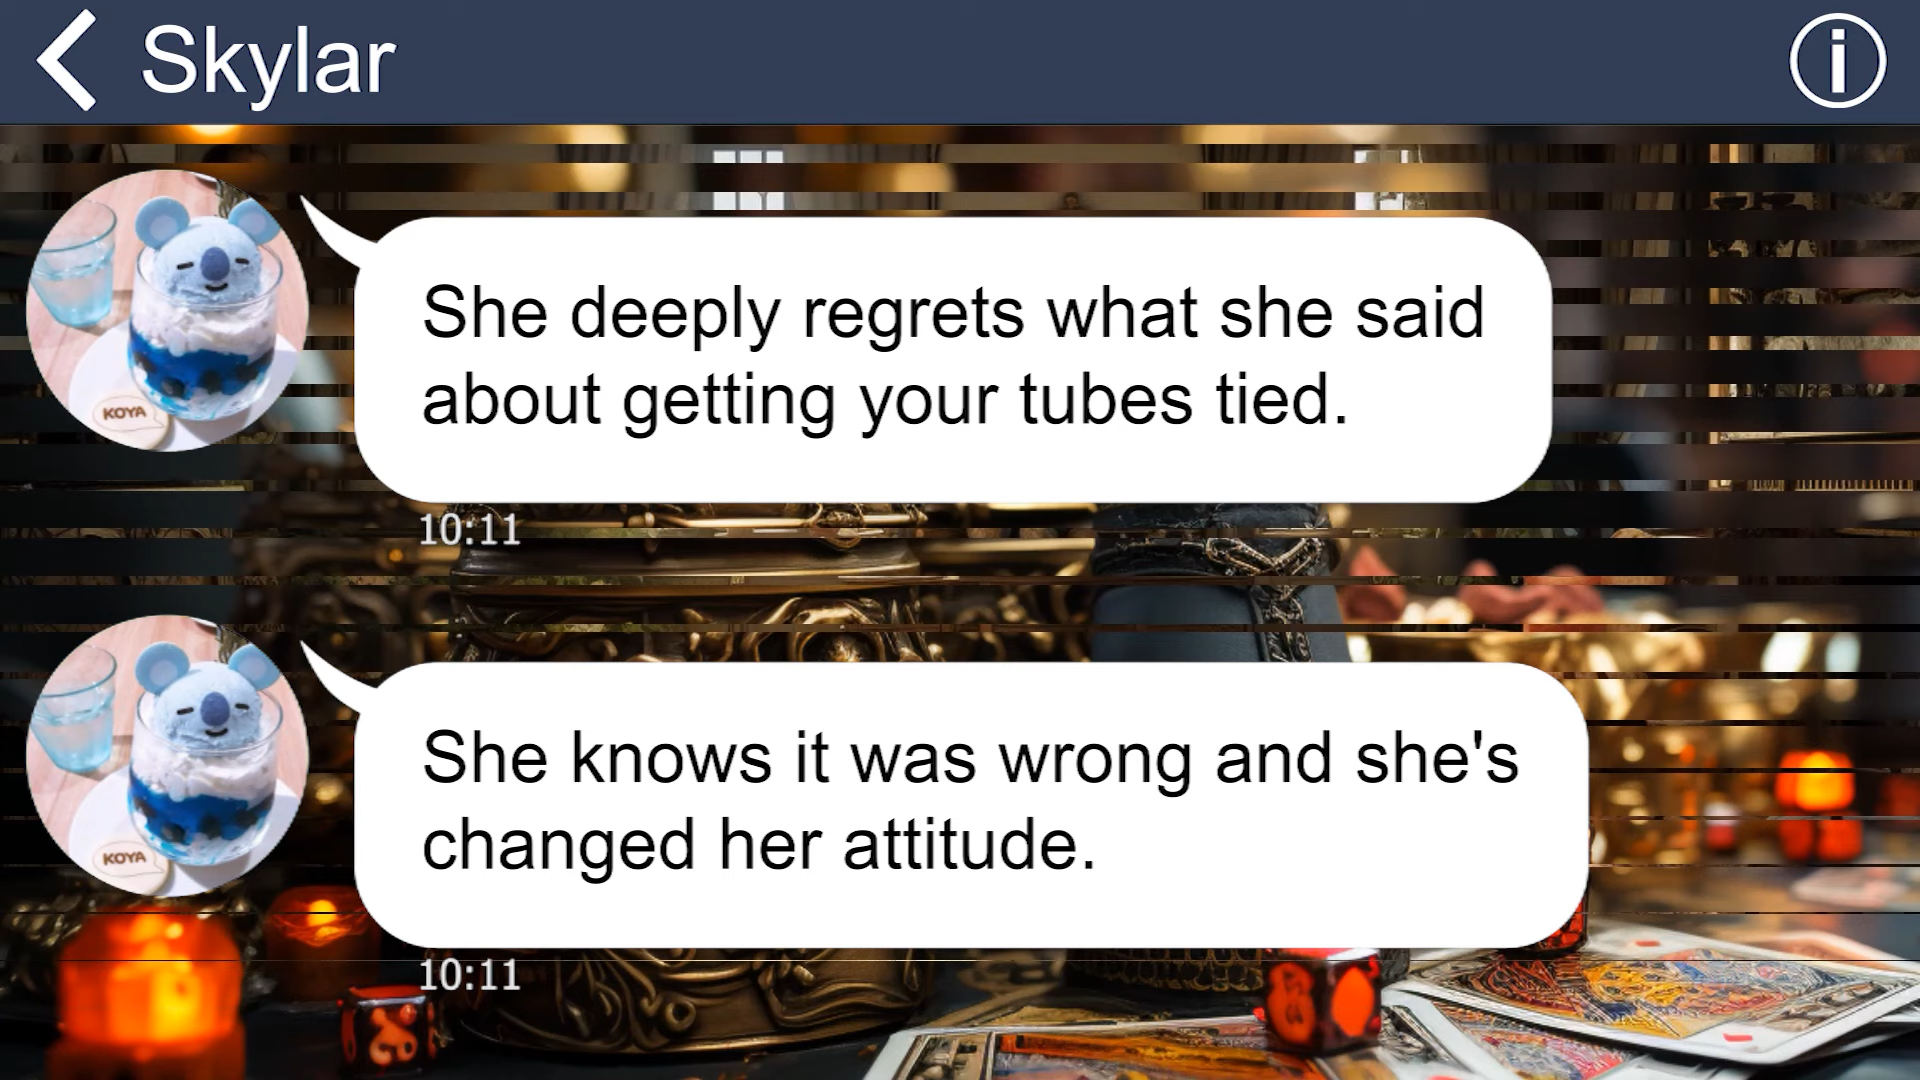 Skylar
She deeply regrets what she said
about getting your tubes tied.
10:11
KOYA
She knows it was wrong and she's
changed her attitude.
10:11
KOYA